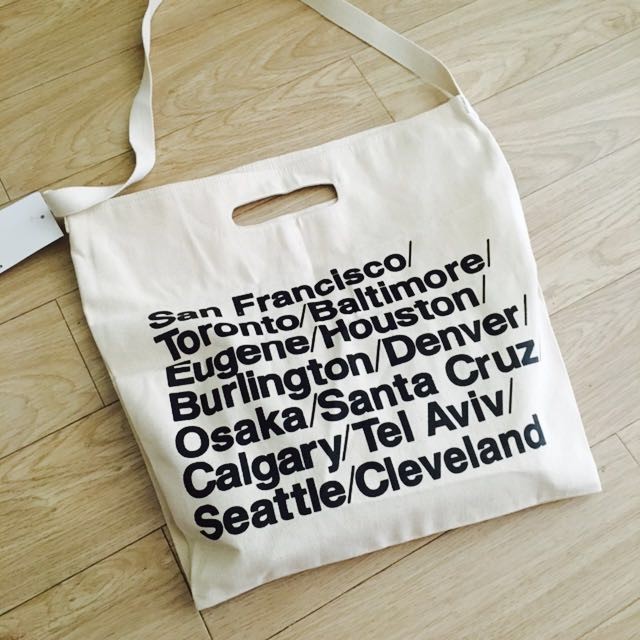 San Francisco/
Toronto/Baltimore/
Eugene/Houston/
Burlington/Denver/
Osaka/Santa Cruz
Calgary/Tel Aviv/
Seattle/Cleveland